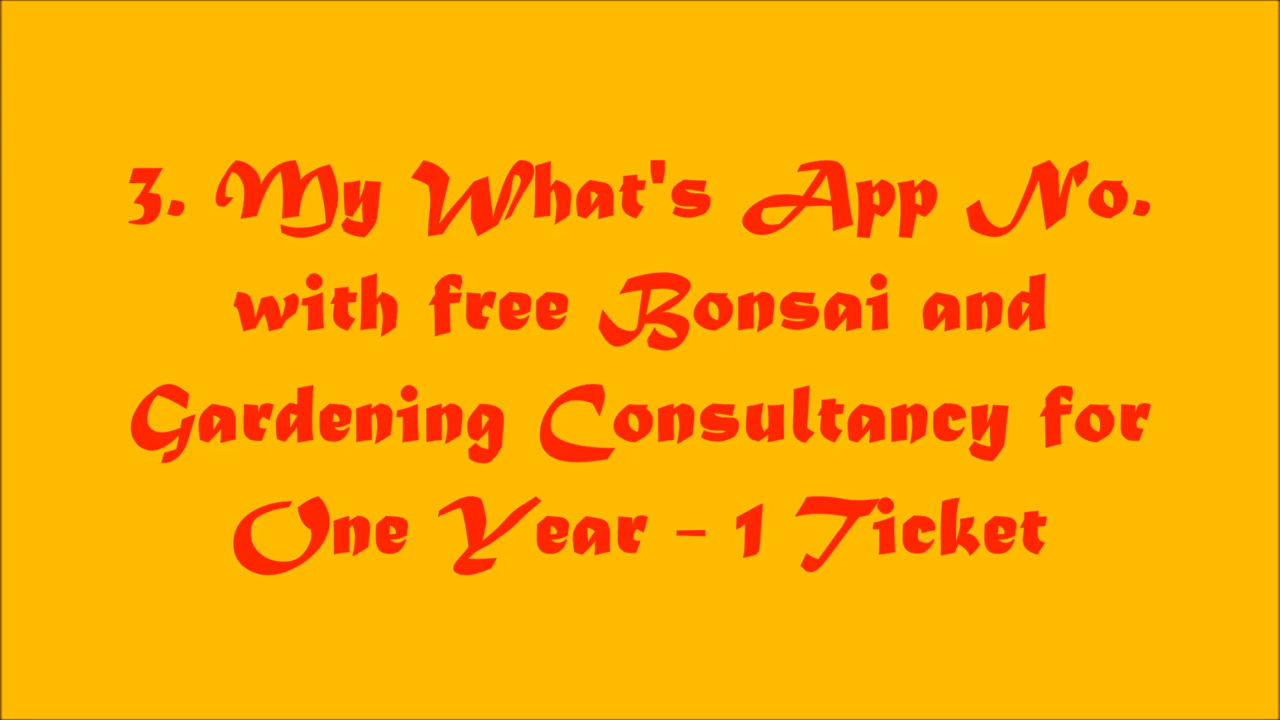 3. My What's App No.
with free Bonsai and
Gardening Consultancy for
One Year - 1 Ticket